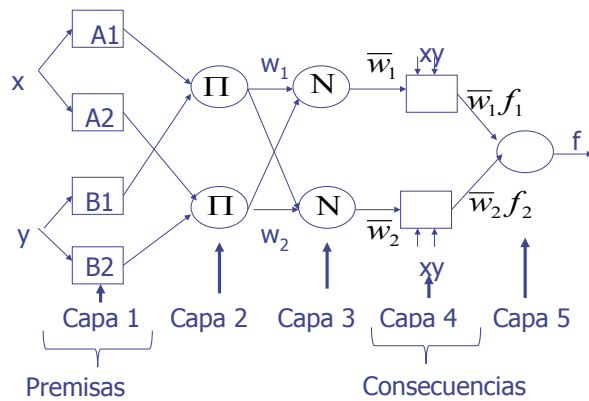 A1
x
A2
B1
y
B2
Π
Π
w₁
w₂
N
N
w̅₁
w̅₂
xy
xy
w̅₁f₁
w̅₂f₂
f
Capa 1
Capa 2
Capa 3
Capa 4
Capa 5
Premisas
Consecuencias